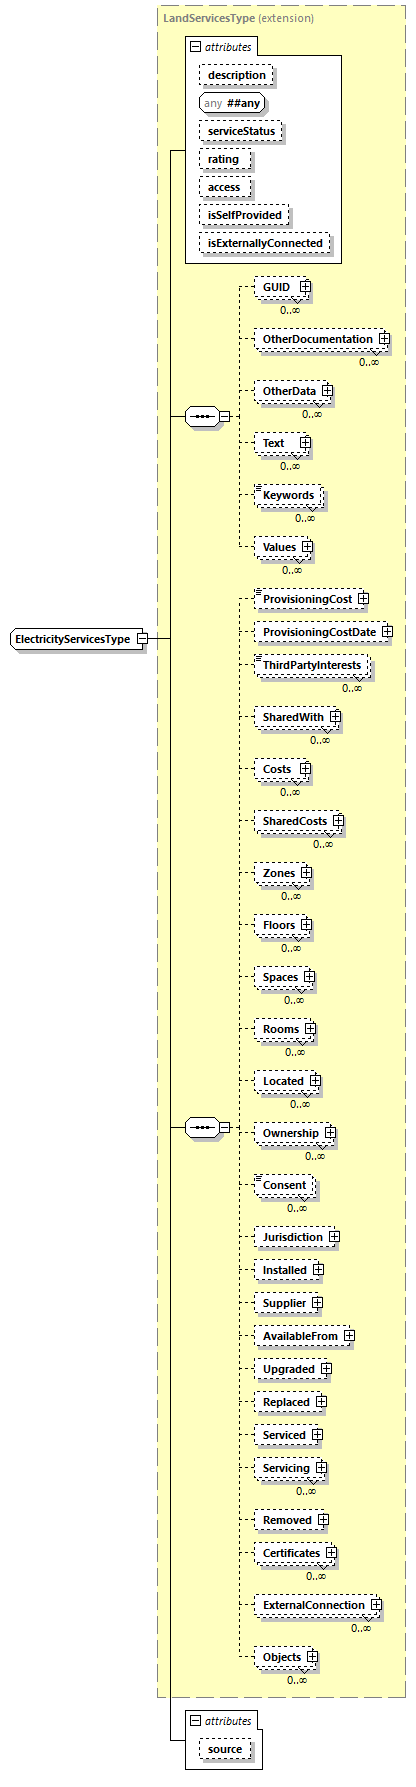 LandServicesType (extension)
attributes
description
any ##any
serviceStatus
rating
access
isSelfProvided
isExternallyConnected
GUID
0..∞
OtherDocumentation
0..∞
OtherData
0..∞
Text
0..∞
Keywords
0..∞
Values
0..∞
ProvisioningCost
ElectricityServicesType
ProvisioningCostDate
ThirdPartyInterests
0..∞
SharedWith
0..∞
Costs
0..∞
SharedCosts
0..∞
Zones
0..∞
Floors
0..∞
Spaces
0..∞
Rooms
0..∞
Located
0..∞
Ownership
0..∞
Consent
0..∞
Jurisdiction
Installed
Supplier
AvailableFrom
Upgraded
Replaced
Serviced
Servicing
0..∞
Removed
Certificates
0..∞
ExternalConnection
0..∞
Objects
0..∞
attributes
source